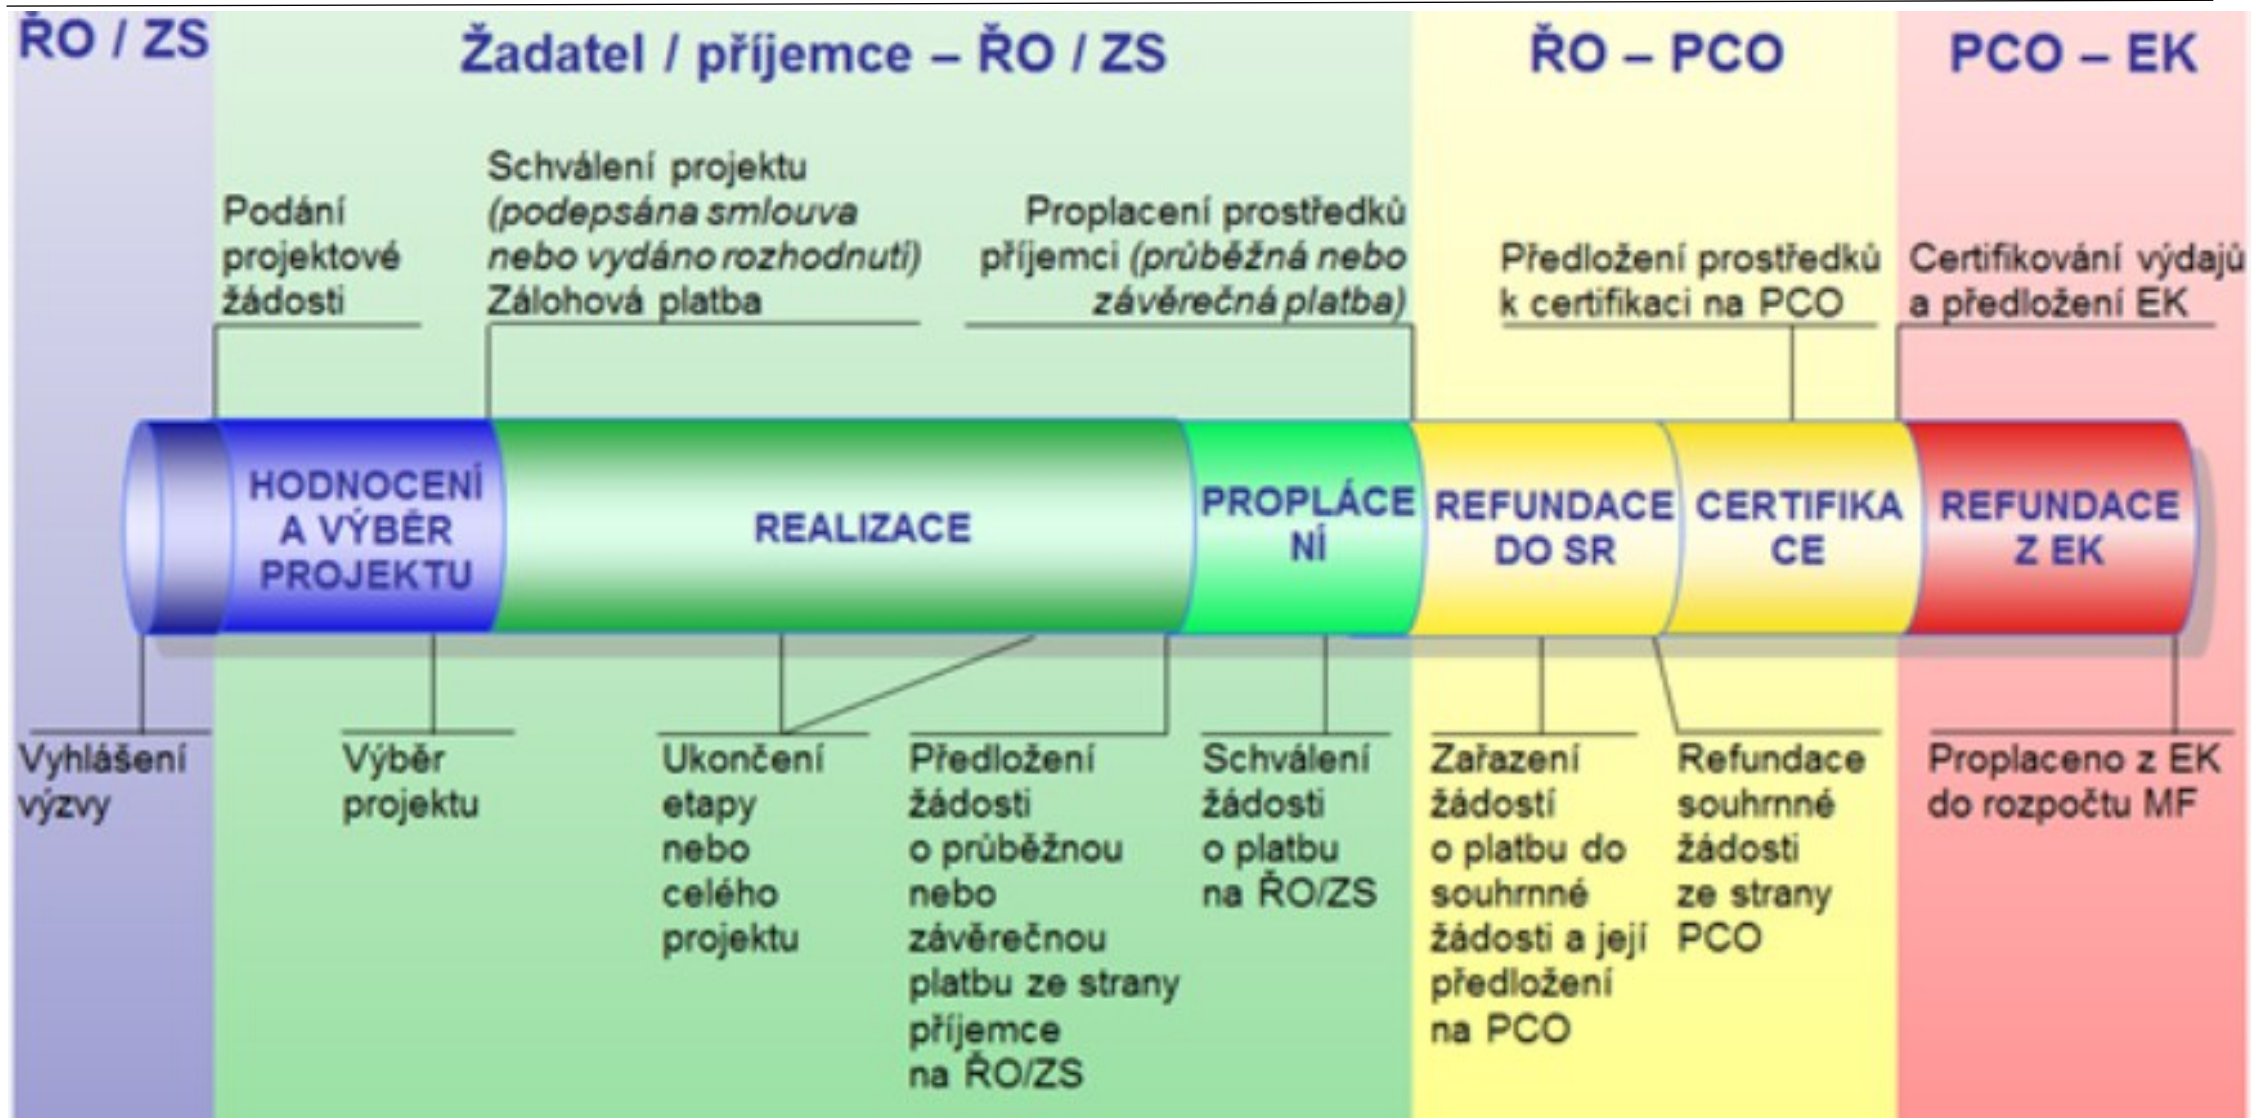 ŘO / ZS
Žadatel / příjemce – ŘO / ZS
ŘO – PCO
PCO – EK
Podání
projektové
žádosti
Schválení projektu
(podepsána smlouva
nebo vydáno rozhodnutí)
Zálohová platba
Proplacení prostředků
příjemci (průběžná nebo
závěrečná platba)
Předložení prostředků
k certifikaci na PCO
Certifikování výdajů
a předložení EK
HODNOCENÍ
A VÝBĚR
PROJEKTU
REALIZACE
PROPLÁCE
NÍ
REFUNDACE
DO SR
CERTIFIKA
CE
REFUNDACE
Z EK
Vyhlášení
výzvy
Výběr
projektu
Ukončení
etapy
nebo
celého
projektu
Předložení
žádosti
o průběžnou
nebo
závěrečnou
platbu ze strany
příjemce
na ŘO/ZS
Schválení
žádosti
o platbu
na ŘO/ZS
Zařazení
žádostí
o platbu do
souhrnné
žádosti a její
předložení
na PCO
Refundace
souhrnné
žádosti
ze strany
PCO
Proplaceno z EK
do rozpočtu MF